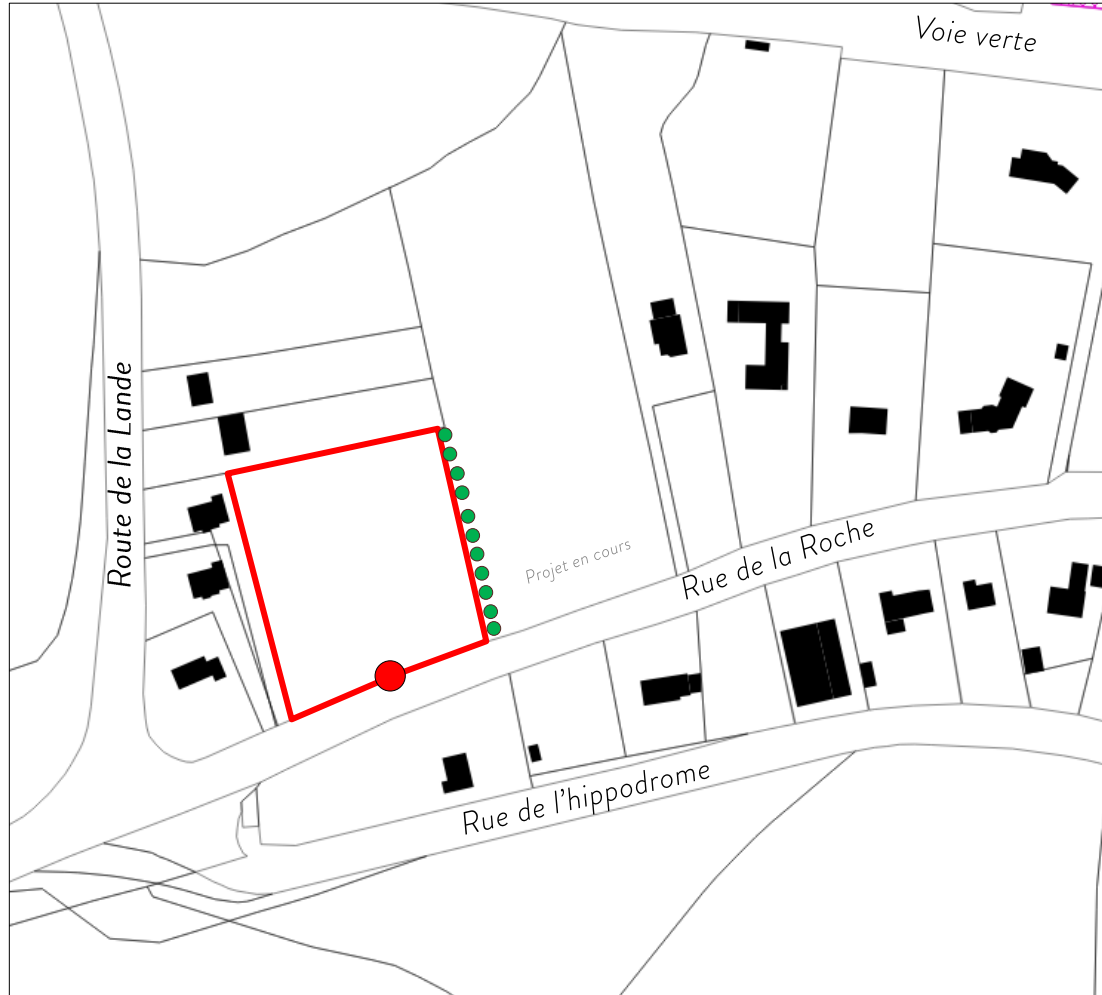 Voie verte
Route de la Lande
Projet en cours
Rue de la Roche
Rue de l'hippodrome